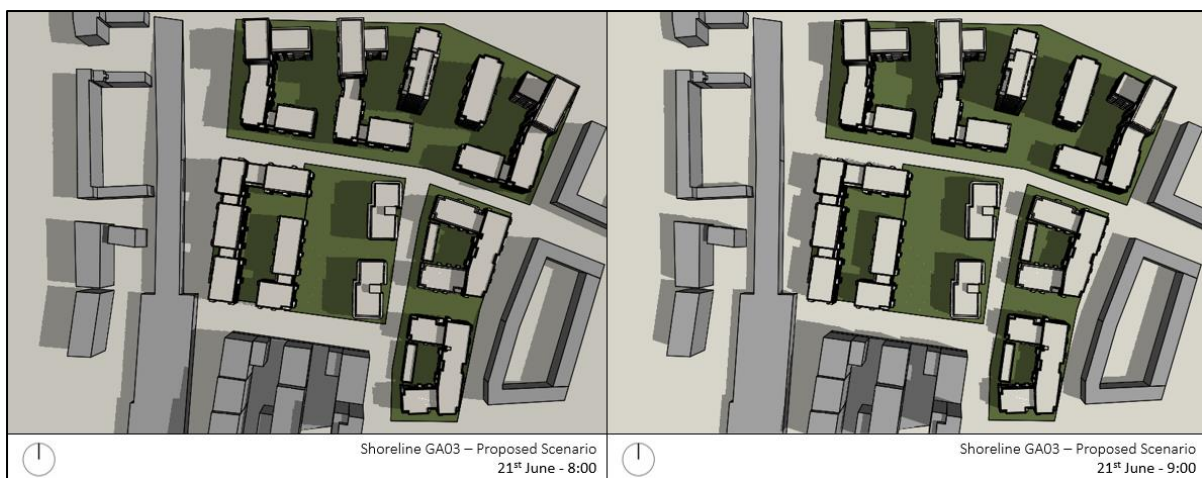 Shoreline GA03 – Proposed Scenario
21st June - 8:00
Shoreline GA03 – Proposed Scenario
21st June - 9:00